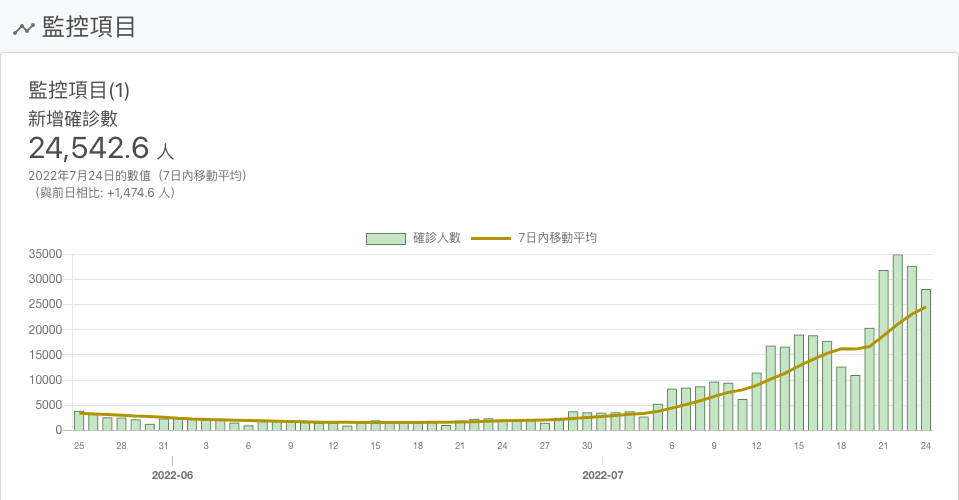 監控項目
監控項目(1)
新增確診數
24,542.6 人
2022年7月24日的數值（7日內移動平均）
（與前日相比: +1,474.6 人）
確診人數 7日內移動平均
35000
30000
25000
20000
15000
10000
5000
0
25 28 31 3 6 9 12 15 18 21 24 27 30 3 6 9 12 15 18 21 24
2022-06 2022-07